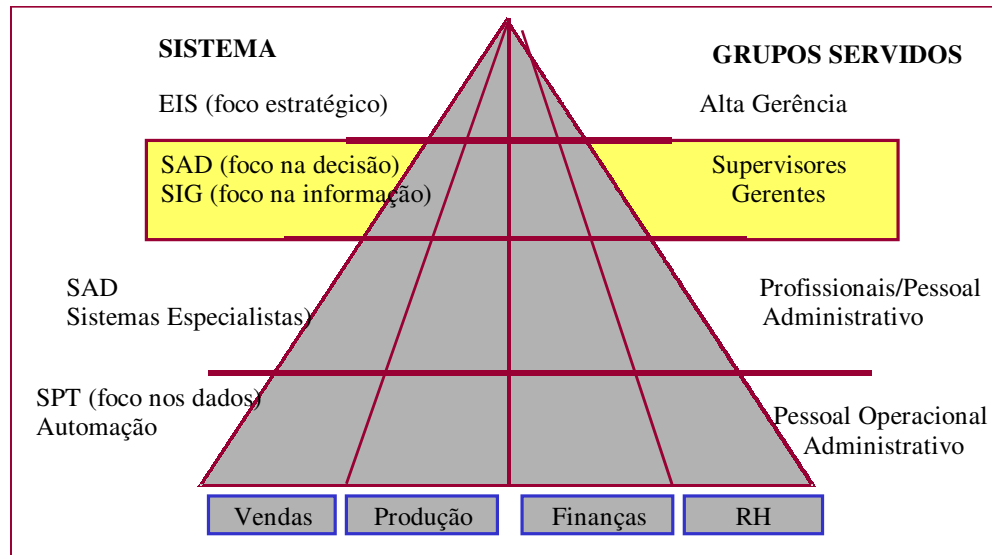 SISTEMA
GRUPOS SERVIDOS
EIS (foco estratégico)
Alta Gerência
SAD (foco na decisão)
SIG (foco na informação)
Supervisores
Gerentes
SAD
Sistemas Especialistas)
Profissionais/Pessoal
Administrativo
SPT (foco nos dados)
Automação
Pessoal Operacional
Administrativo
Vendas
Produção
Finanças
RH